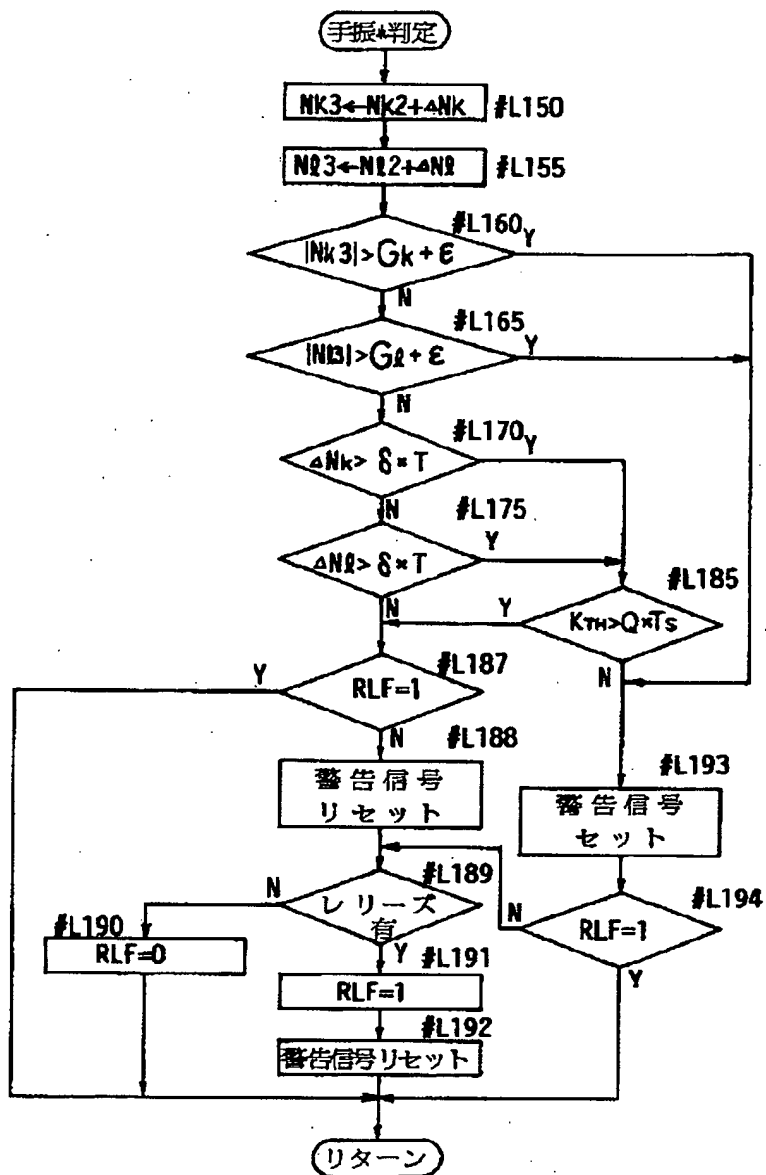 手振れ判定
NK3←NK2+ΔNK #L150
Nℓ3←Nℓ2+ΔNℓ #L155
#L160 Y
|NK3|>GK+ε
N
#L165
|Nℓ3|>Gℓ+ε Y
N
#L170 Y
ΔNK>δ×T
N #L175
ΔNℓ>δ×T Y
#L185
N Y KTH>Q×TS
#L187
Y RLF=1 N
N #L188
#L193
警告信号
リセット
警告信号
セット
#L189
N レリーズ
有
#L194
N RLF=1
#L190
RLF=0
Y #L191
Y
RLF=1
#L192
警告信号リセット
リターン